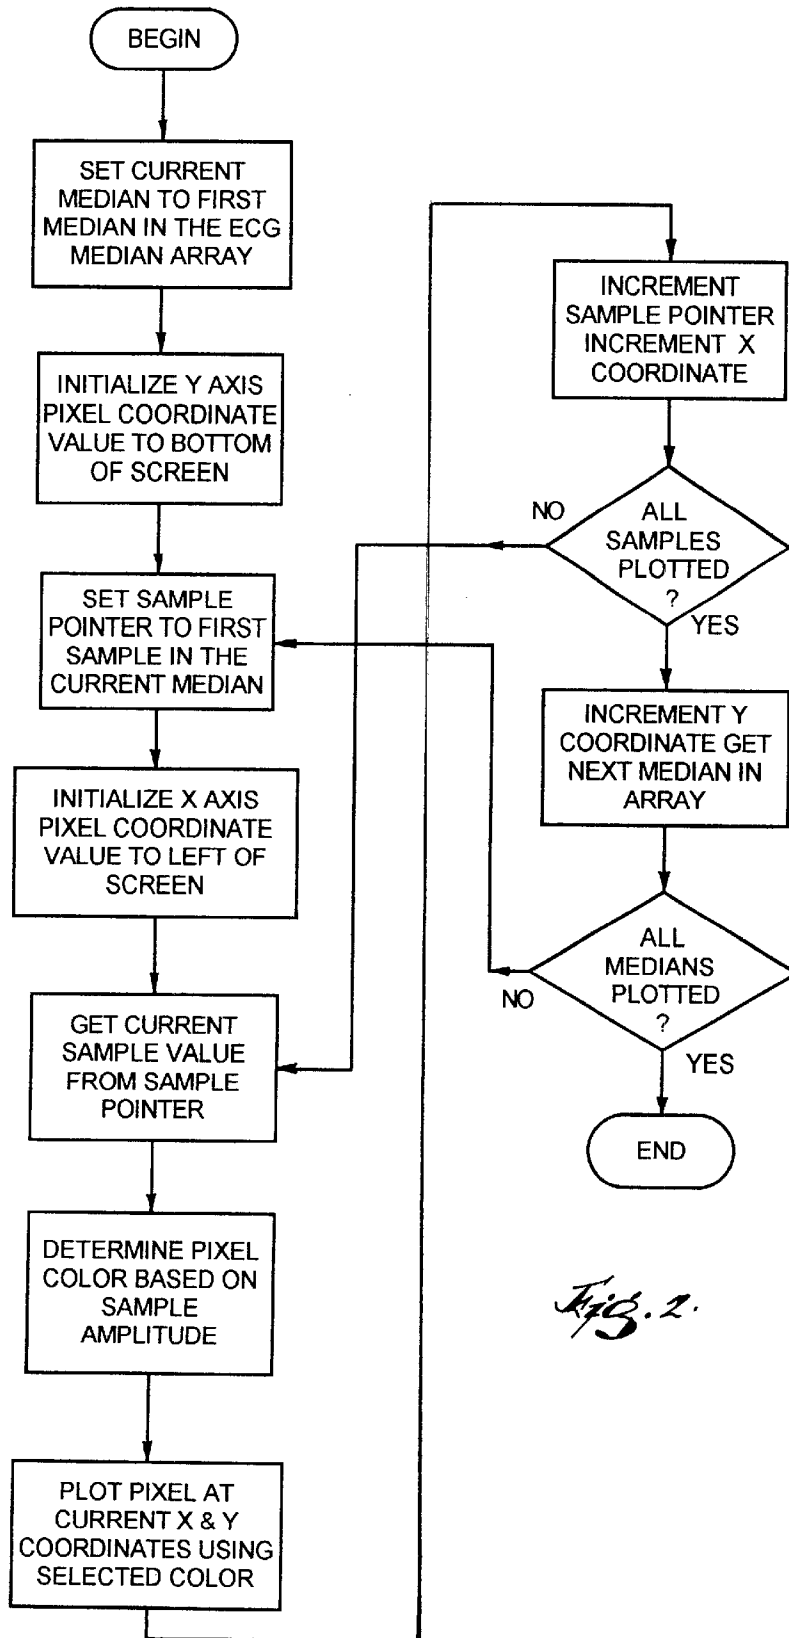 BEGIN
SET CURRENT
MEDIAN TO FIRST
MEDIAN IN THE ECG
MEDIAN ARRAY
INITIALIZE Y AXIS
PIXEL COORDINATE
VALUE TO BOTTOM
OF SCREEN
SET SAMPLE
POINTER TO FIRST
SAMPLE IN THE
CURRENT MEDIAN
INITIALIZE X AXIS
PIXEL COORDINATE
VALUE TO LEFT OF
SCREEN
GET CURRENT
SAMPLE VALUE
FROM SAMPLE
POINTER
DETERMINE PIXEL
COLOR BASED ON
SAMPLE
AMPLITUDE
PLOT PIXEL AT
CURRENT X & Y
COORDINATES USING
SELECTED COLOR
INCREMENT
SAMPLE POINTER
INCREMENT X
COORDINATE
NO
ALL
SAMPLES
PLOTTED
?
YES
INCREMENT Y
COORDINATE GET
NEXT MEDIAN IN
ARRAY
ALL
MEDIANS
PLOTTED
?
NO
YES
END
Fig. 2.